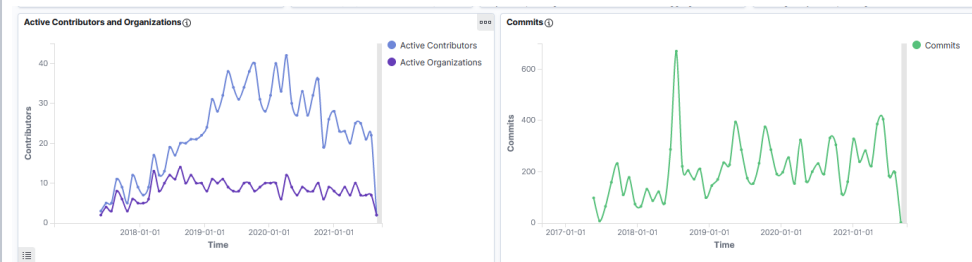 Active Contributors and Organizations
Active Contributors
Active Organizations
Contributors
40
30
20
10
0
2018-01-01
2019-01-01
2020-01-01
2021-01-01
Time
Commits
Commits
Commits
600
400
200
0
2017-01-01
2018-01-01
2019-01-01
2020-01-01
2021-01-01
Time